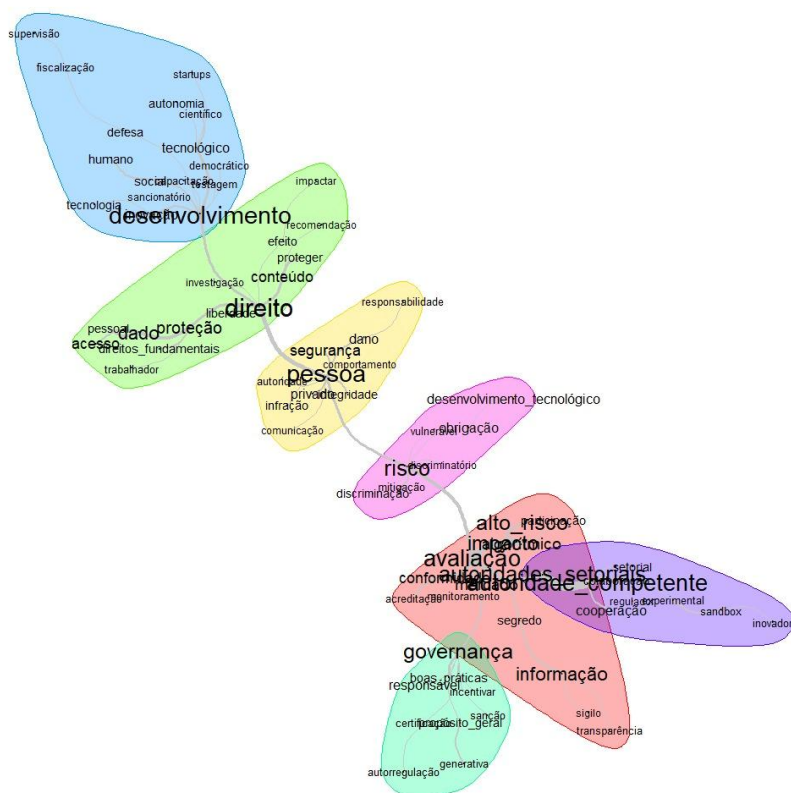 supervisão
fiscalização
startups
autonomia
científico
defesa
tecnológico
humano
democrático
social
capacitação
testagem
sancionatório
tecnologia
inovação
desenvolvimento
impactar
recomendação
efeito
proteger
conteúdo
investigação
direito
liberdade
pessoal
dado
proteção
acesso
direitos_fundamentais
trabalhador
responsabilidade
dano
segurança
comportamento
pessoa
autoridade
privado
integridade
infração
comunicação
desenvolvimento_tecnológico
vulnerável
obrigação
risco
discriminatório
mitigação
discriminação
alto_risco
participação
impacto
avaliação
setorial
autoridades_setoriais
autoridade_competente
acreditação
monitoramento
regulador
experimental
cooperação
sandbox
segredo
inovador
governança
informação
boas_práticas
responsável
incentivar
sigilo
sanção
propósito_geral
transparência
generativa
autorregulação